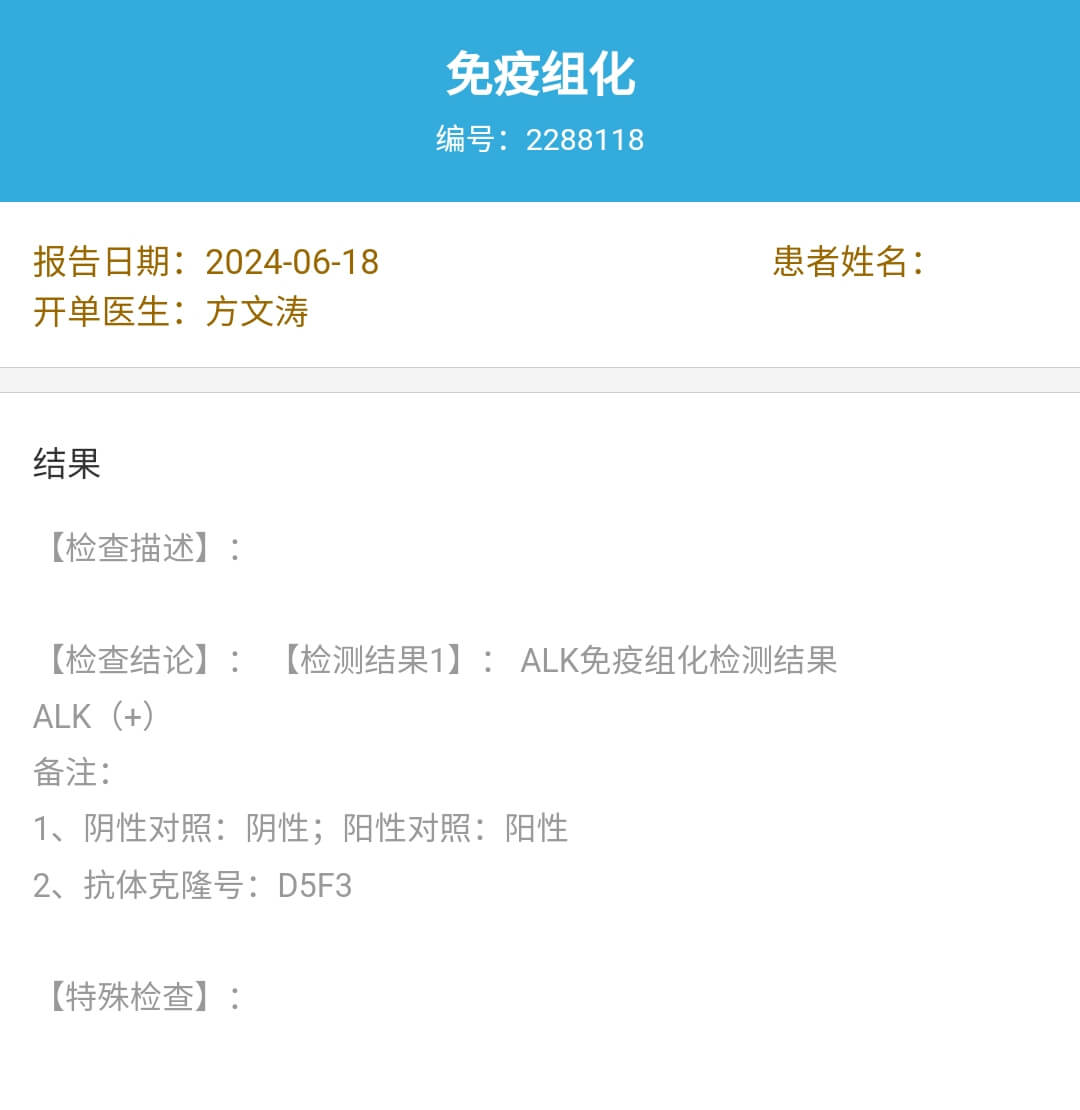 免疫组化
编号：2288118
报告日期：2024-06-18
患者姓名：
开单医生：方文涛
结果
【检查描述】：
【检查结论】： 【检测结果1】： ALK免疫组化检测结果
ALK（+）
备注：
1、阴性对照：阴性；阳性对照：阳性
2、抗体克隆号：D5F3
【特殊检查】：